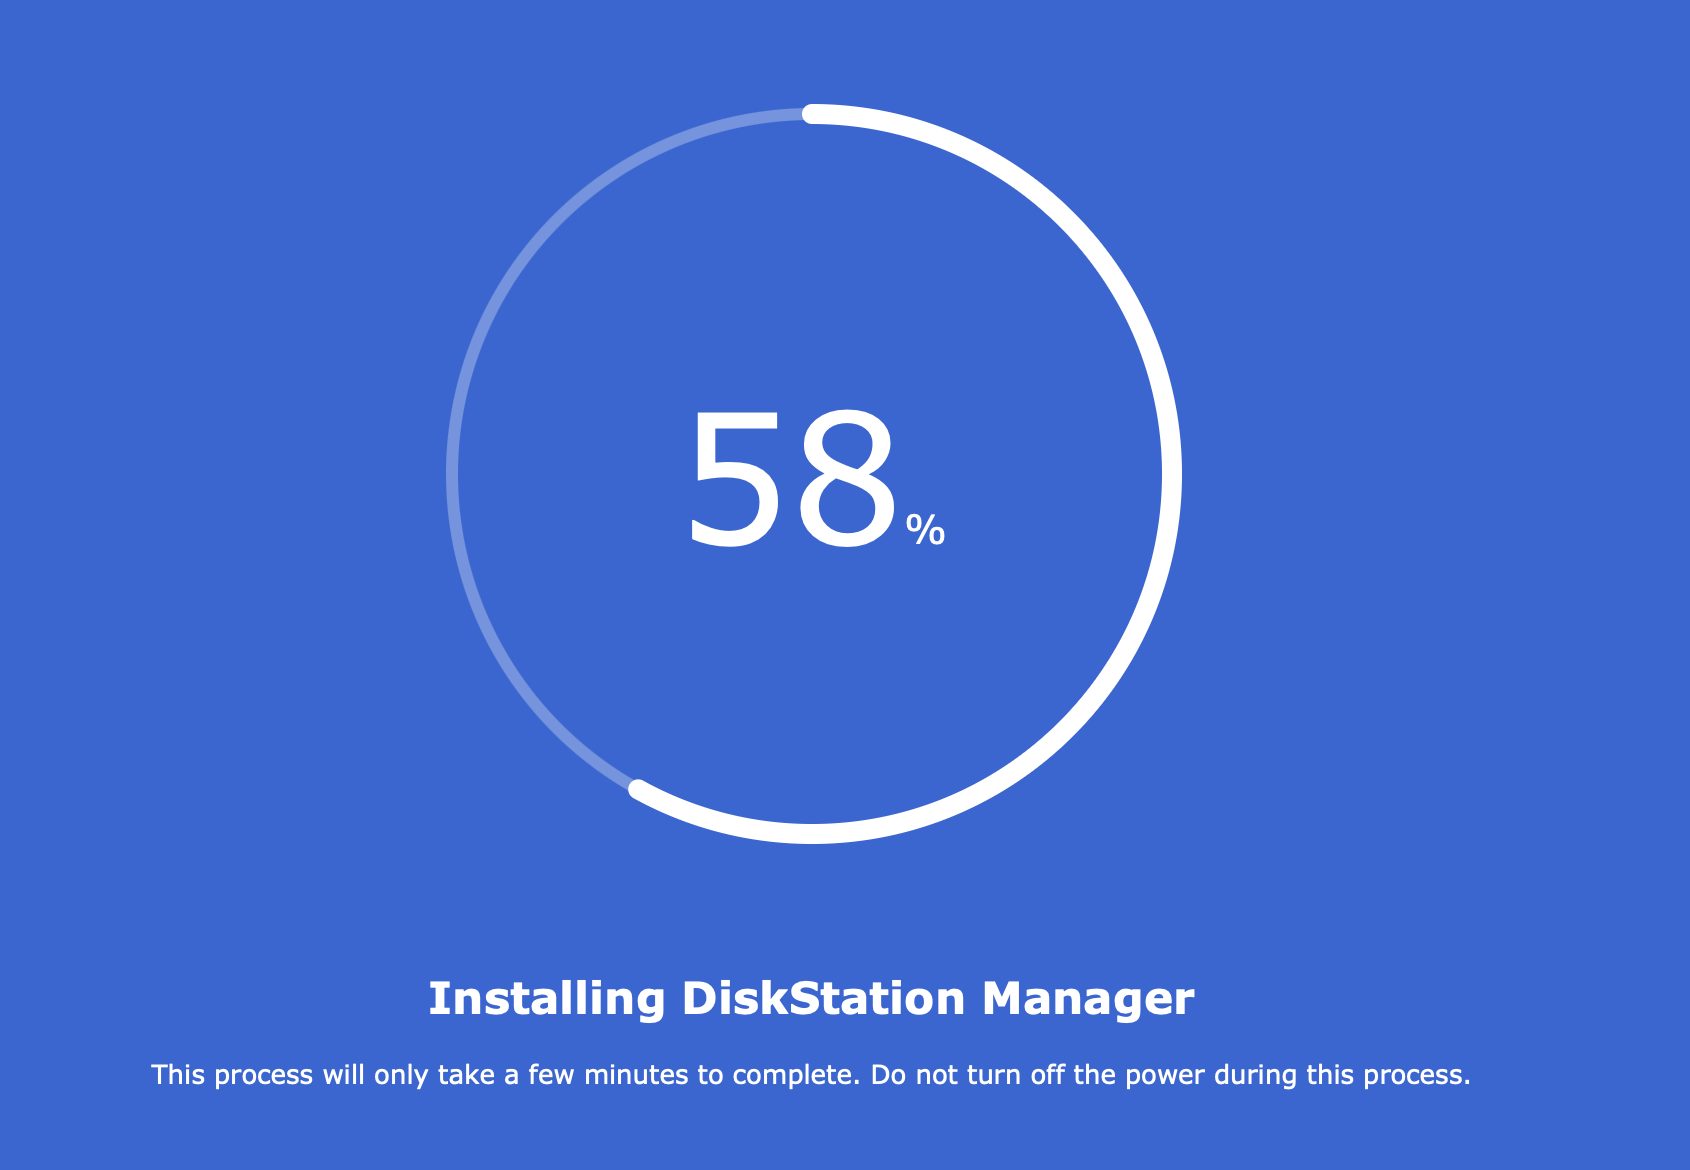 58%
Installing DiskStation Manager
This process will only take a few minutes to complete. Do not turn off the power during this process.